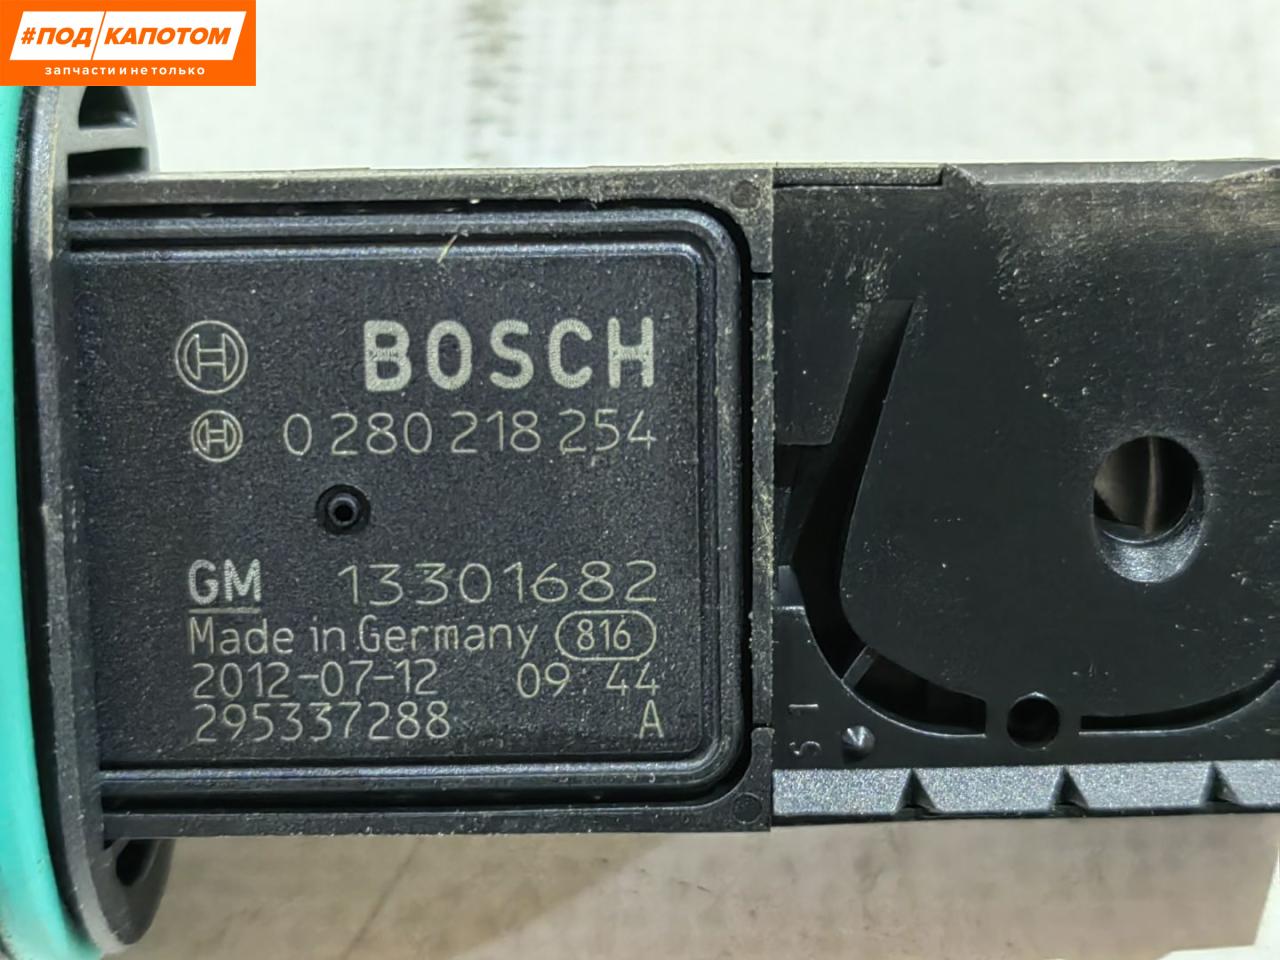 #ПОД/КАПОТОМ
запчасти и не только
BOSCH
0 280 218 254
GM 13301682
Made in Germany 816
2012-07-12 09:44
295337288 A
S 1